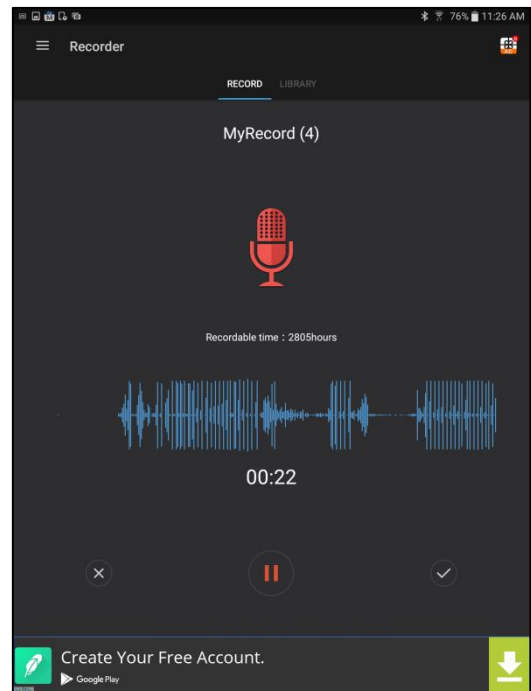 76% 11:26 AM
Recorder
AD
RECORD LIBRARY
MyRecord (4)
Recordable time : 2805hours
00:22
Create Your Free Account.
Google Play